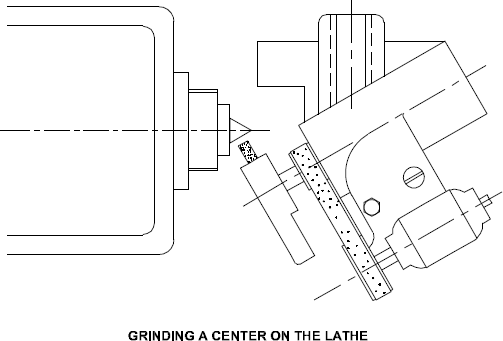 GRINDING A CENTER ON THE LATHE